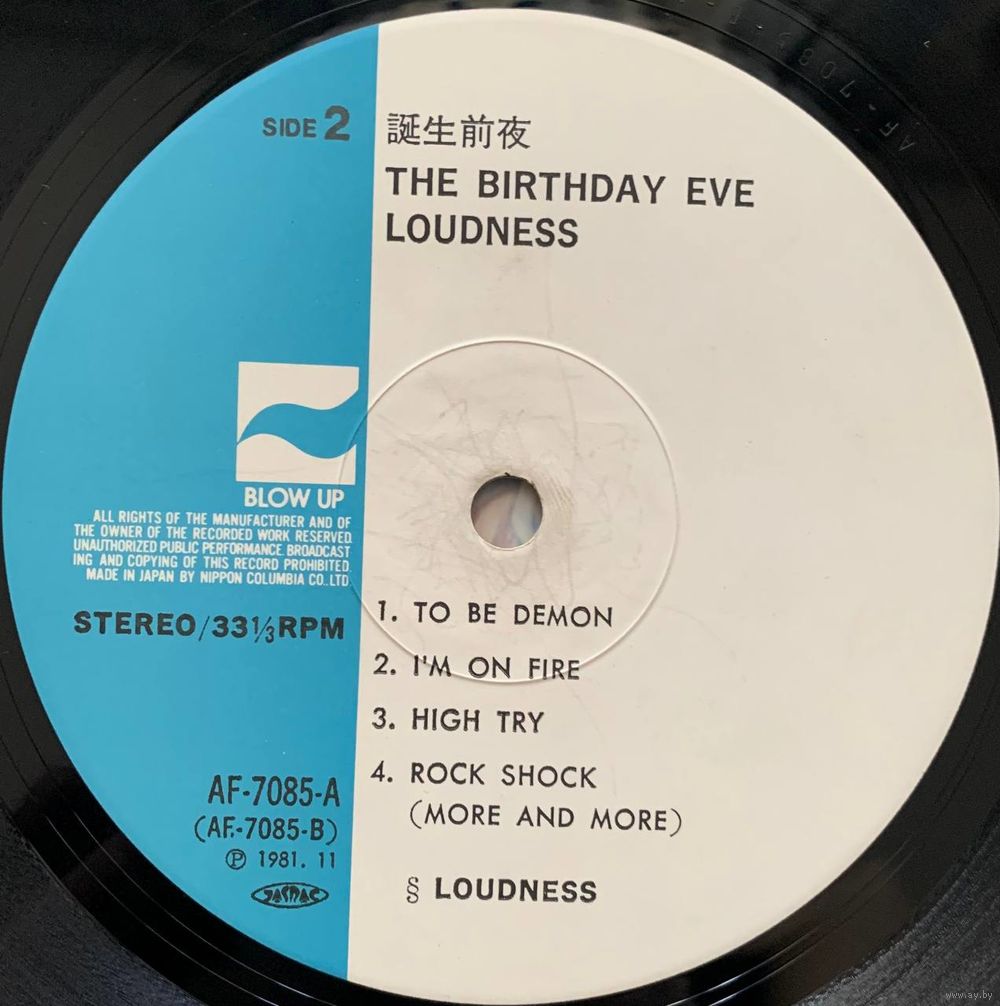 SIDE 2
誕生前夜
THE BIRTHDAY EVE
LOUDNESS
BLOW UP
ALL RIGHTS OF THE MANUFACTURER AND OF
THE OWNER OF THE RECORDED WORK RESERVED.
UNAUTHORIZED PUBLIC PERFORMANCE. BROADCAST
ING AND COPYING OF THIS RECORD PROHIBITED.
MADE IN JAPAN BY NIPPON COLUMBIA CO., LTD.
STEREO/33⅓RPM
1. TO BE DEMON
2. I'M ON FIRE
3. HIGH TRY
4. ROCK SHOCK
(MORE AND MORE)
§ LOUDNESS
AF-7085-A
(AF-7085-B)
Ⓟ 1981. 11
JASRAC
www.ay.by